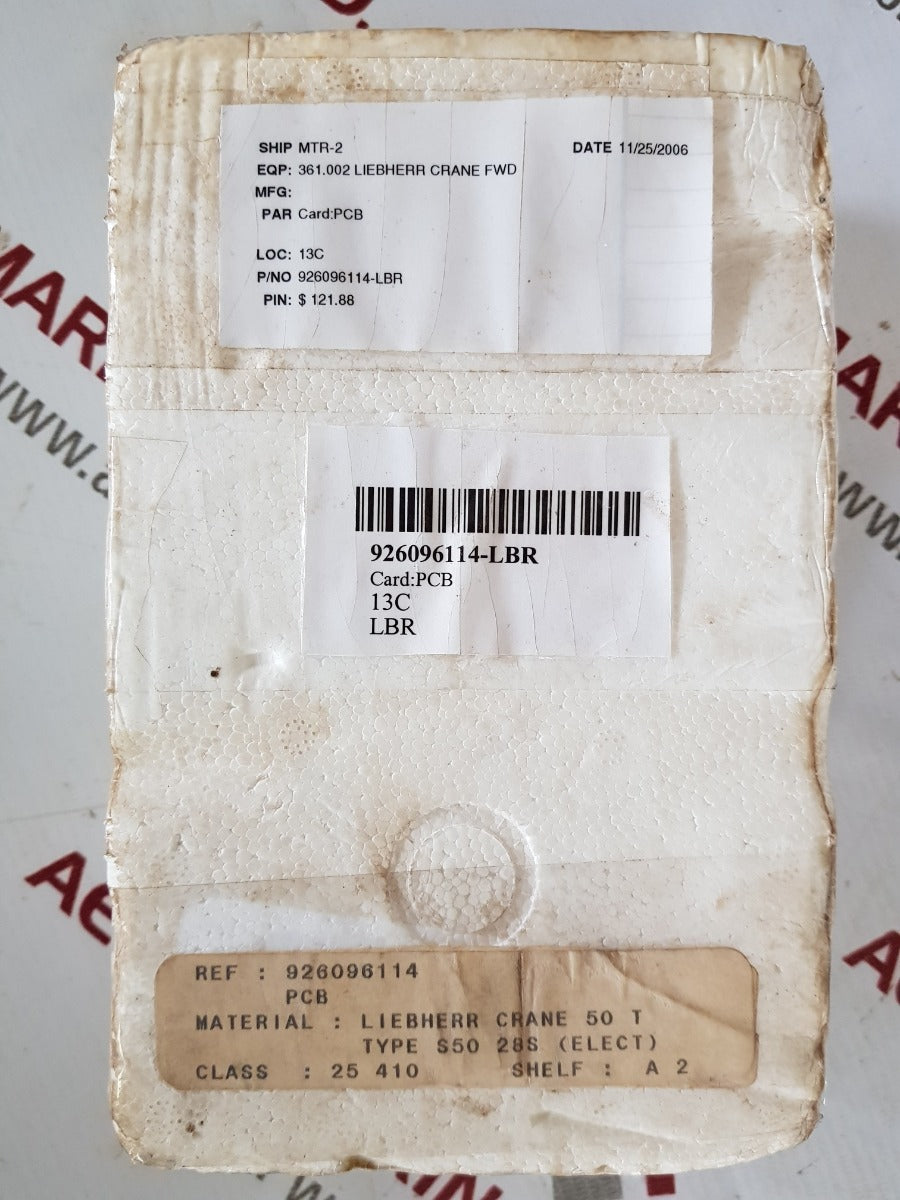 SHIP MTR-2 DATE 11/25/2006
EQP: 361.002 LIEBHERR CRANE FWD
MFG:
PAR Card:PCB
LOC: 13C
P/NO 926096114-LBR
PIN: $ 121.88
926096114-LBR
Card:PCB
13C
LBR
REF : 926096114
PCB
MATERIAL : LIEBHERR CRANE 50 T
TYPE S50 28S (ELECT)
CLASS : 25 410 SHELF : A 2